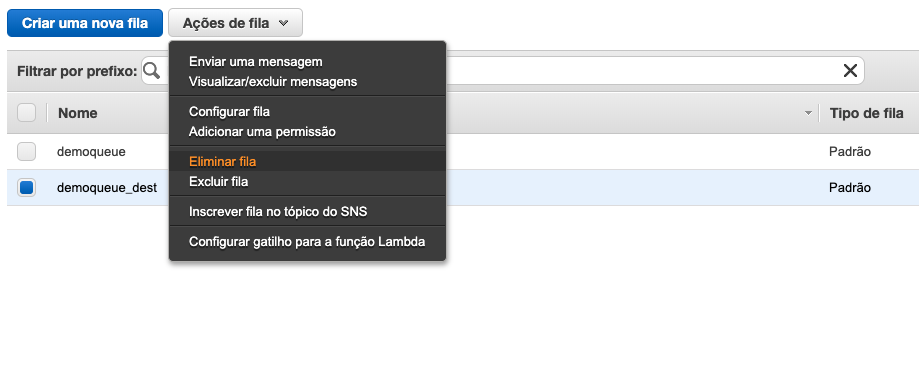 Criar uma nova fila
Ações de fila
Filtrar por prefixo:
Enviar uma mensagem
Visualizar/excluir mensagens
Configurar fila
Adicionar uma permissão
Eliminar fila
Excluir fila
Inscrever fila no tópico do SNS
Configurar gatilho para a função Lambda
Nome
Tipo de fila
demoqueue
Padrão
demoqueue_dest
Padrão